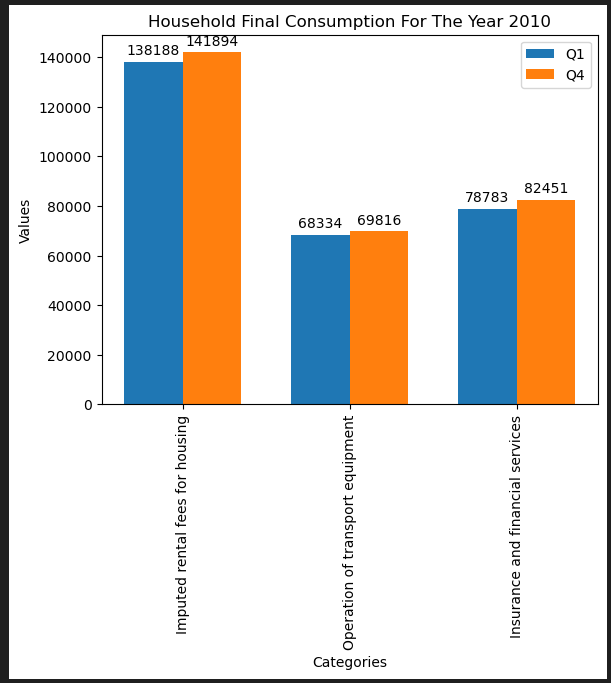 Household Final Consumption For The Year 2010
Q1
Q4
Values
140000
120000
100000
80000
60000
40000
20000
0
138188
141894
68334
69816
78783
82451
Imputed rental fees for housing
Operation of transport equipment
Insurance and financial services
Categories